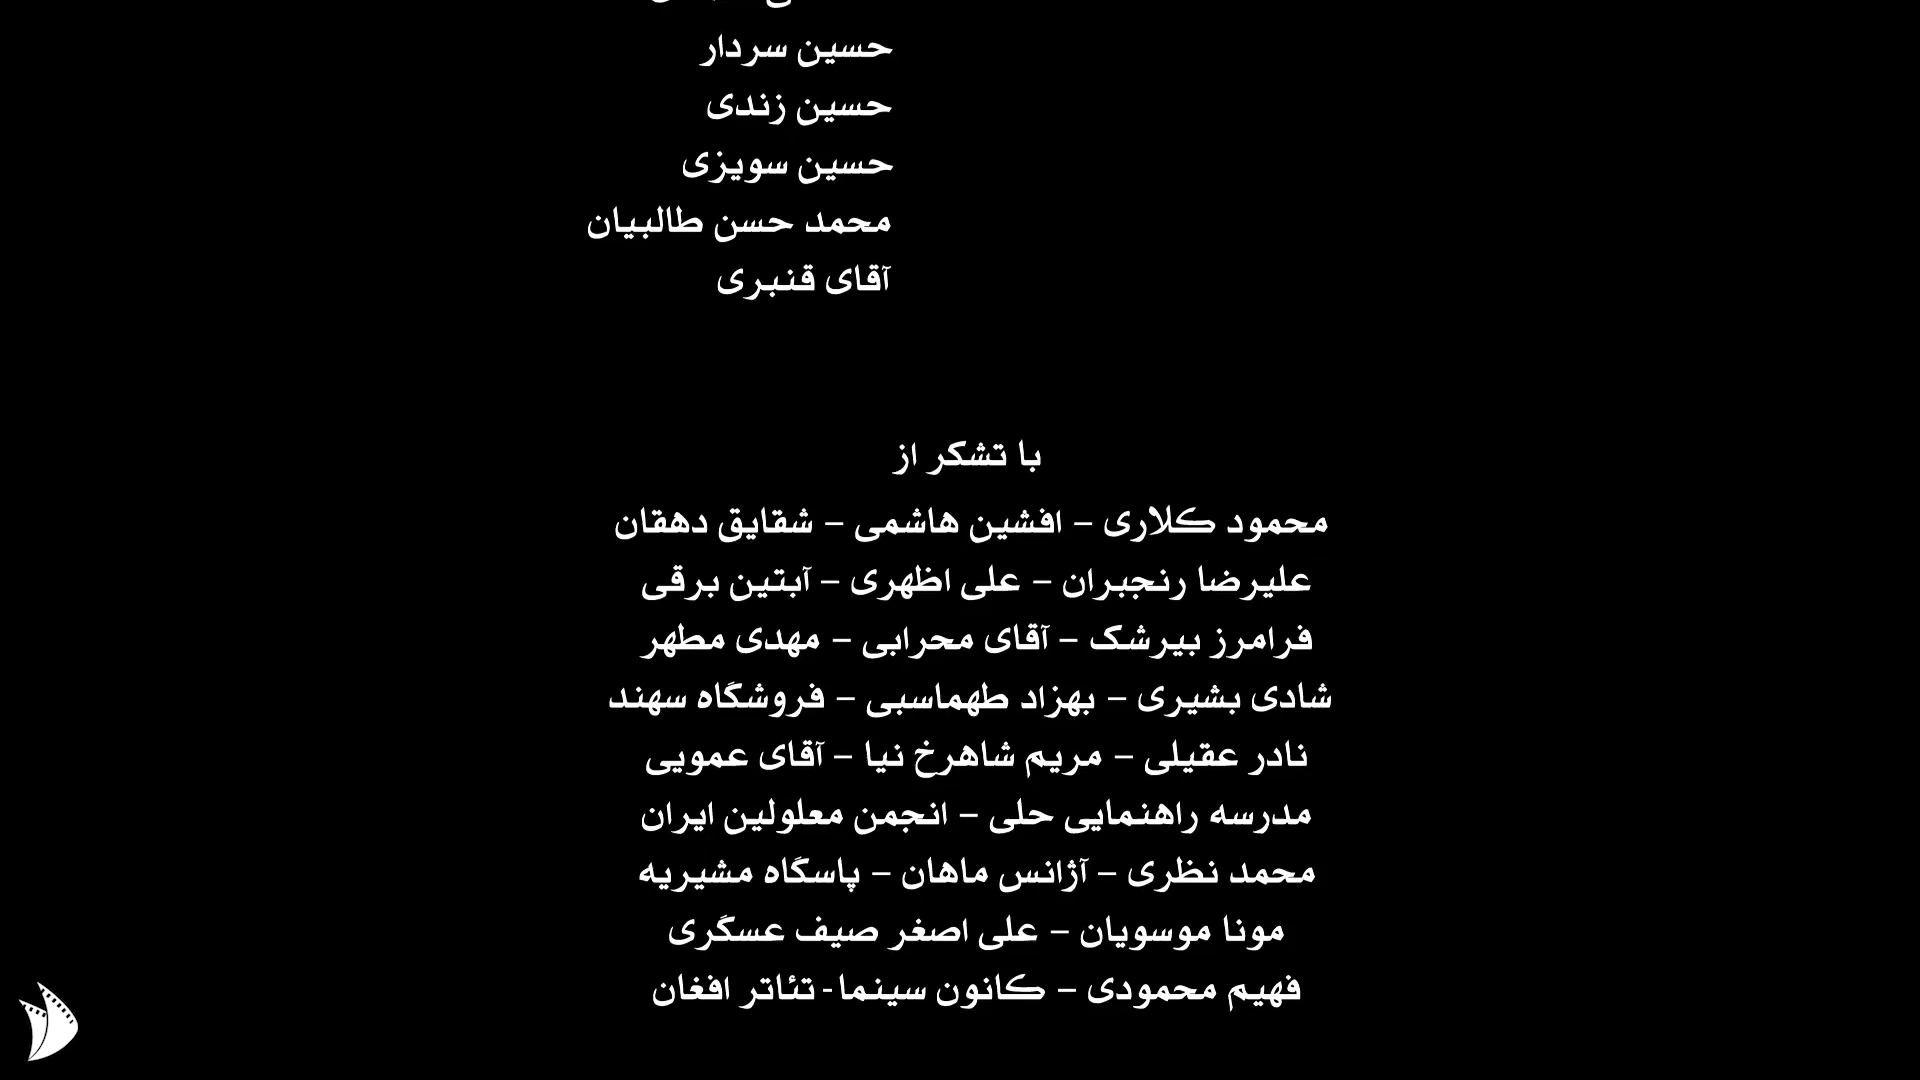 حسین سردار
حسین زندی
حسین سویزی
محمد حسن طالبیان
آقای قنبری
با تشکر از
محمود کلاری – افشین هاشمی – شقایق دهقان
علیرضا رنجبران – علی اظهری – آبتین برقی
فرامرز بیرشک – آقای محرابی – مهدی مطهر
شادی بشیری – بهزاد طهماسبی – فروشگاه سهند
نادر عقیلی – مریم شاهرخ نیا – آقای عمویی
مدرسه راهنمایی حلی – انجمن معلولین ایران
محمد نظری – آژانس ماهان – پاسگاه مشیریه
مونا موسویان – علی اصغر صیف عسگری
فهیم محمودی – کانون سینما - تئاتر افغان